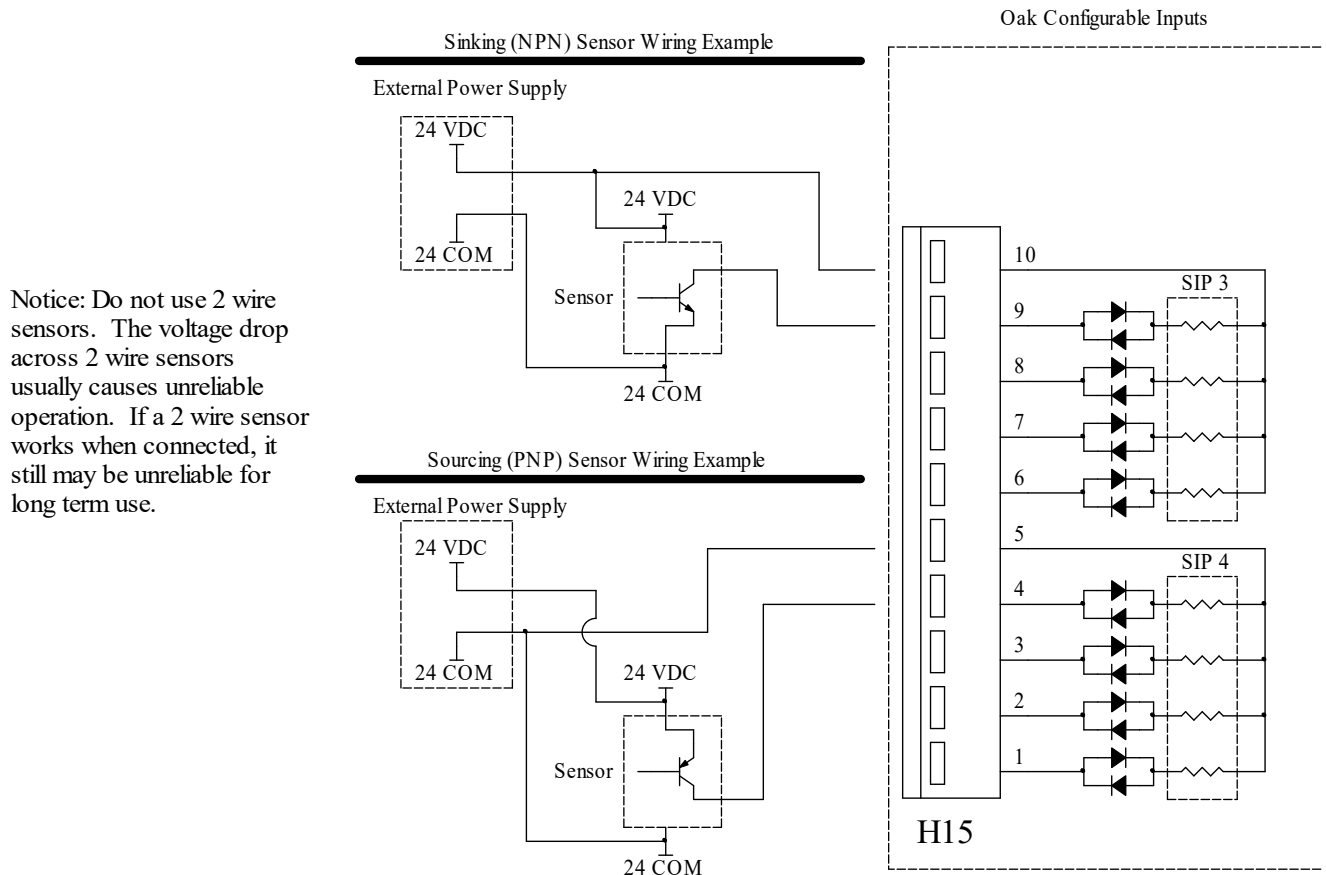 Oak Configurable Inputs
Sinking (NPN) Sensor Wiring Example
External Power Supply
24 VDC
24 VDC
24 COM
Sensor
24 COM
Notice: Do not use 2 wire
sensors. The voltage drop
across 2 wire sensors
usually causes unreliable
operation. If a 2 wire sensor
works when connected, it
still may be unreliable for
long term use.
Sourcing (PNP) Sensor Wiring Example
External Power Supply
24 VDC
24 COM
24 VDC
Sensor
24 COM
10
SIP 3
9
8
7
6
5
SIP 4
4
3
2
1
H15